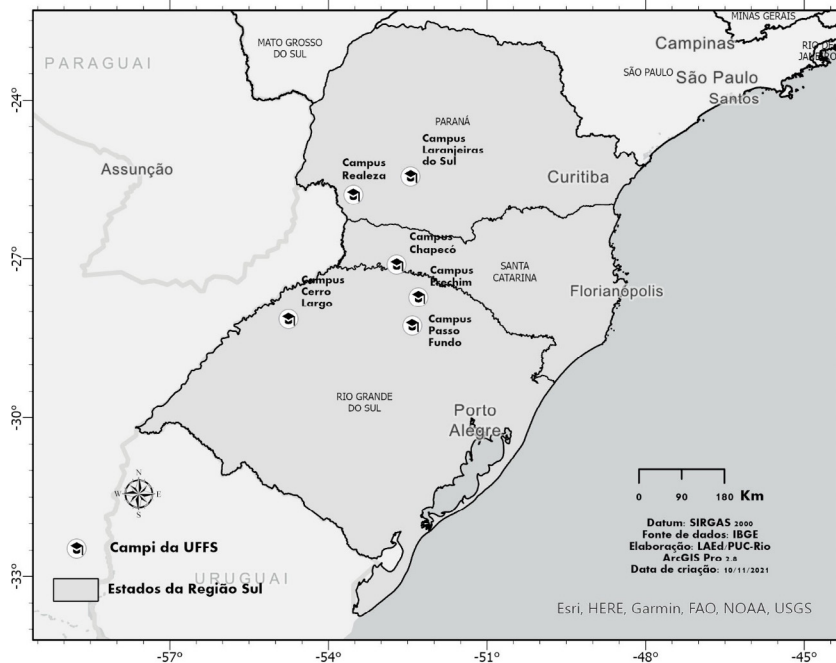 MINAS GERAIS
MATO GROSSO
DO SUL
Campinas
RIO DE
JANEIRO
PARAGUAI
SÃO PAULO
São Paulo
Santos
-24°
PARANÁ
Campus
Laranjeiras
do Sul
Campus
Realeza
Assunção
Curitiba
Campus
Chapecó
-27°
SANTA
CATARINA
Campus
Erechim
Campus
Cerro
Largo
Florianópolis
Campus
Passo
Fundo
RIO GRANDE
DO SUL
Porto
Alegre
-30°
N
W E
S
0 90 180 Km
Datum: SIRGAS 2000
Fonte de dados: IBGE
Elaboração: LAEd/PUC-Rio
ArcGIS Pro 2.8
Data de criação: 10/11/2021
Campi da UFFS
-33°
URUGUAI
Estados da Região Sul
Esri, HERE, Garmin, FAO, NOAA, USGS
-57° -54° -51° -48° -45°